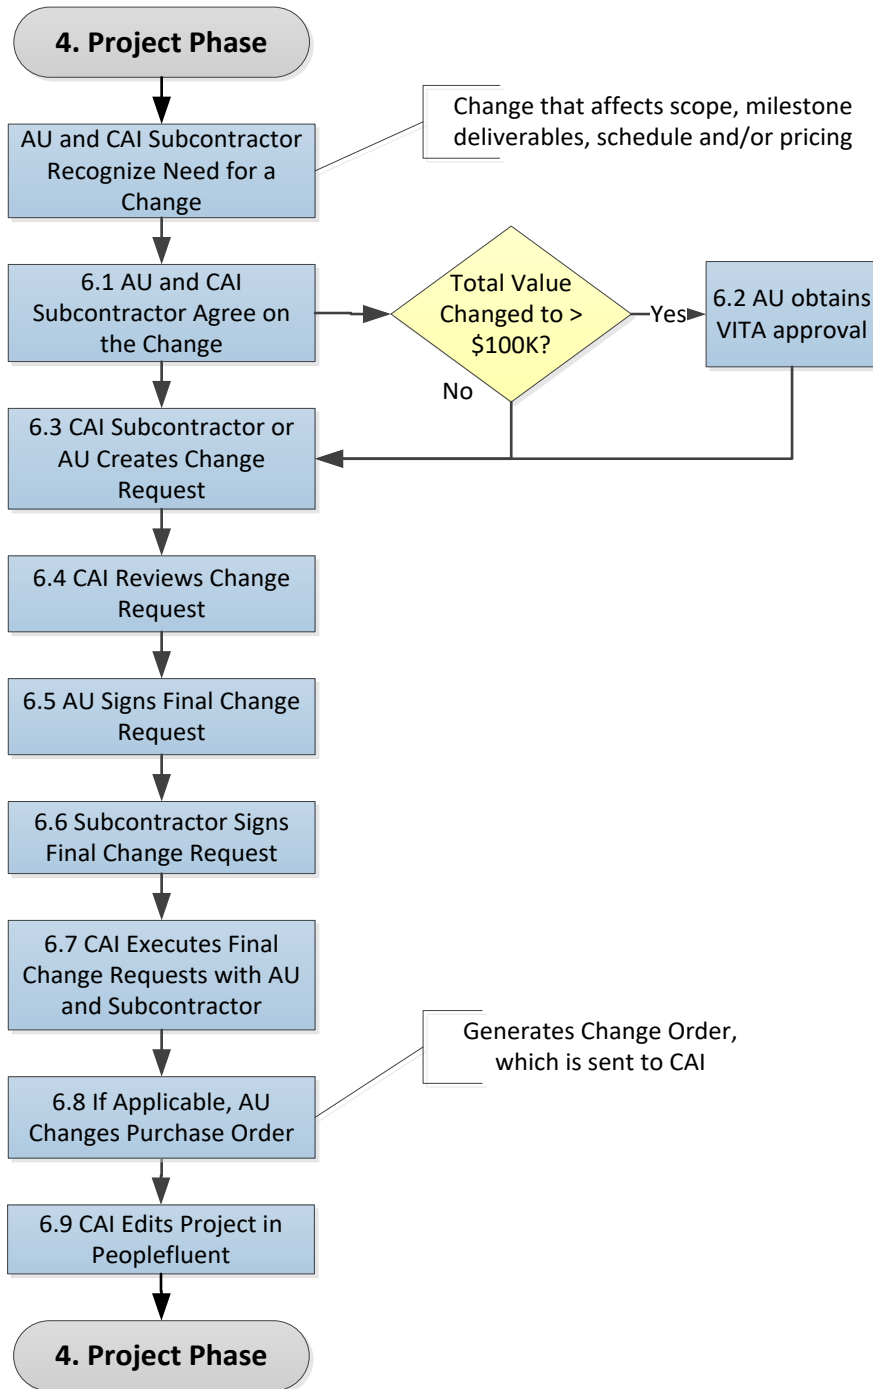 4. Project Phase
Change that affects scope, milestone
deliverables, schedule and/or pricing
AU and CAI Subcontractor
Recognize Need for a
Change
6.1 AU and CAI
Subcontractor Agree on
the Change
Total Value
Changed to >
$100K?
Yes
6.2 AU obtains
VITA approval
No
6.3 CAI Subcontractor or
AU Creates Change
Request
6.4 CAI Reviews Change
Request
6.5 AU Signs Final Change
Request
6.6 Subcontractor Signs
Final Change Request
6.7 CAI Executes Final
Change Requests with AU
and Subcontractor
Generates Change Order,
which is sent to CAI
6.8 If Applicable, AU
Changes Purchase Order
6.9 CAI Edits Project in
Peoplefluent
4. Project Phase